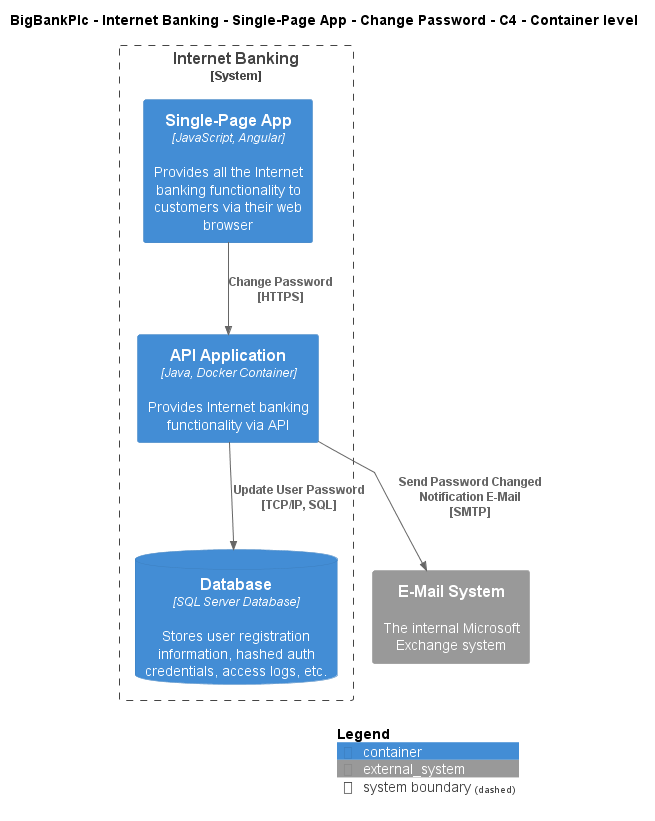 BigBankPlc - Internet Banking - Single-Page App - Change Password - C4 - Container level
Internet Banking
[System]
Single-Page App
[JavaScript, Angular]
Provides all the Internet
banking functionality to
customers via their web
browser
Change Password
[HTTPS]
API Application
[Java, Docker Container]
Provides Internet banking
functionality via API
Update User Password
[TCP/IP, SQL]
Send Password Changed
Notification E-Mail
[SMTP]
Database
[SQL Server Database]
Stores user registration
information, hashed auth
credentials, access logs, etc.
E-Mail System
The internal Microsoft
Exchange system
Legend
container
external_system
system boundary (dashed)